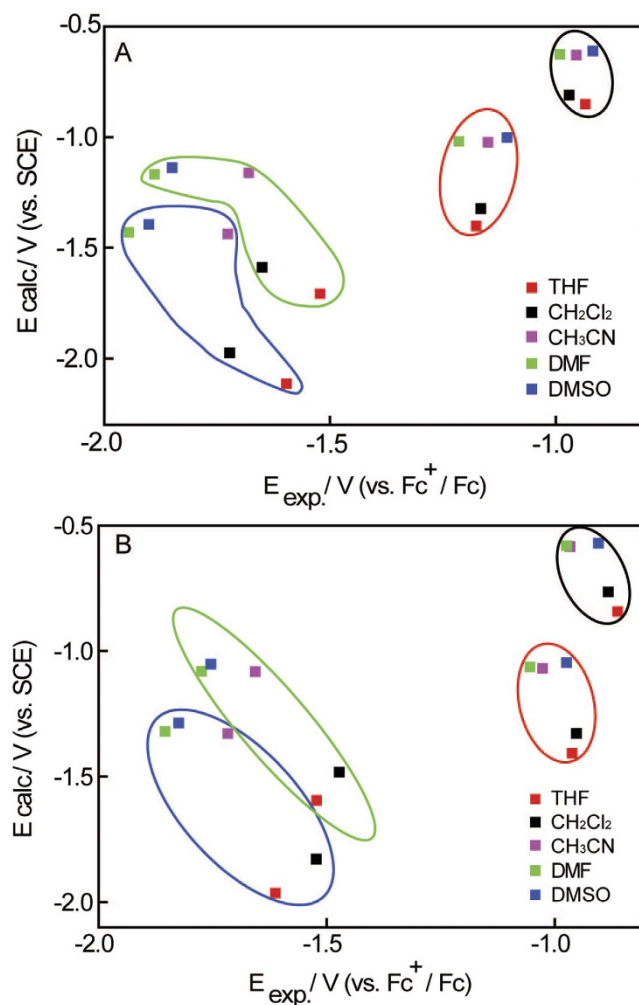 A
-0.5
-1.0
-1.5
-2.0
E calc/ V (vs. SCE)
THF
CH₂Cl₂
CH₃CN
DMF
DMSO
-2.0 -1.5 -1.0
E exp./ V (vs. Fc⁺/ Fc)
B
-0.5
-1.0
-1.5
-2.0
E calc/ V (vs. SCE)
THF
CH₂Cl₂
CH₃CN
DMF
DMSO
-2.0 -1.5 -1.0
E exp./ V (vs. Fc⁺/ Fc)